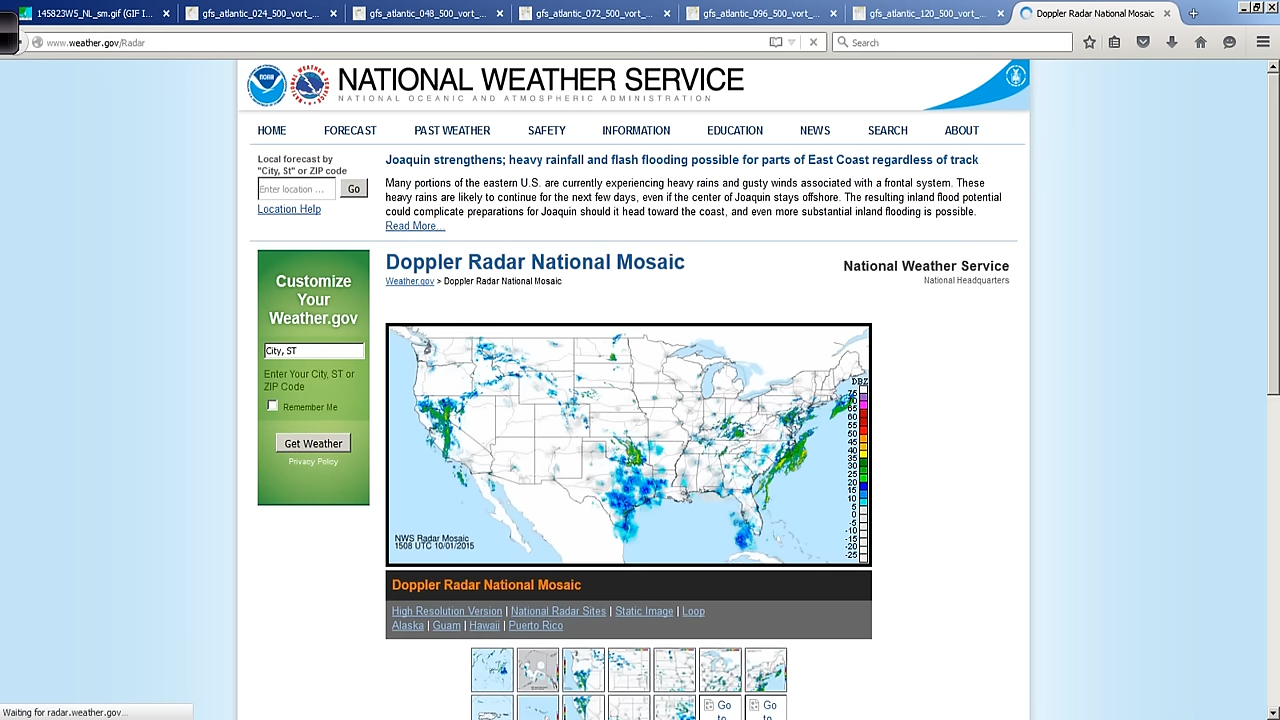 145823W5_NL_sm.gif (GIF I...
gfs_atlantic_024_500_vort_...
gfs_atlantic_048_500_vort_...
gfs_atlantic_072_500_vort_...
gfs_atlantic_096_500_vort_...
gfs_atlantic_120_500_vort_...
Doppler Radar National Mosaic
www.weather.gov/Radar
Search
NOAA
NATIONAL WEATHER SERVICE
NATIONAL OCEANIC AND ATMOSPHERIC ADMINISTRATION
HOME FORECAST PAST WEATHER SAFETY INFORMATION EDUCATION NEWS SEARCH ABOUT
Local forecast by
"City, St" or ZIP code
Enter location ...
Go
Location Help
Joaquin strengthens; heavy rainfall and flash flooding possible for parts of East Coast regardless of track
Many portions of the eastern U.S. are currently experiencing heavy rains and gusty winds associated with a frontal system. These
heavy rains are likely to continue for the next few days, even if the center of Joaquin stays offshore. The resulting inland flood potential
could complicate preparations for Joaquin should it head toward the coast, and even more substantial inland flooding is possible.
Read More...
Customize
Your
Weather.gov
City, ST
Enter Your City, ST or
ZIP Code
Remember Me
Get Weather
Privacy Policy
Doppler Radar National Mosaic
Weather.gov > Doppler Radar National Mosaic
National Weather Service
National Headquarters
DBZ
75
70
65
60
55
50
45
40
35
30
25
20
15
10
5
0
-5
-10
-15
-20
-25
NWS Radar Mosaic
1508 UTC 10/01/2015
Doppler Radar National Mosaic
High Resolution Version | National Radar Sites | Static Image | Loop
Alaska | Guam | Hawaii | Puerto Rico
Go
to
Go
to
Waiting for radar.weather.gov...